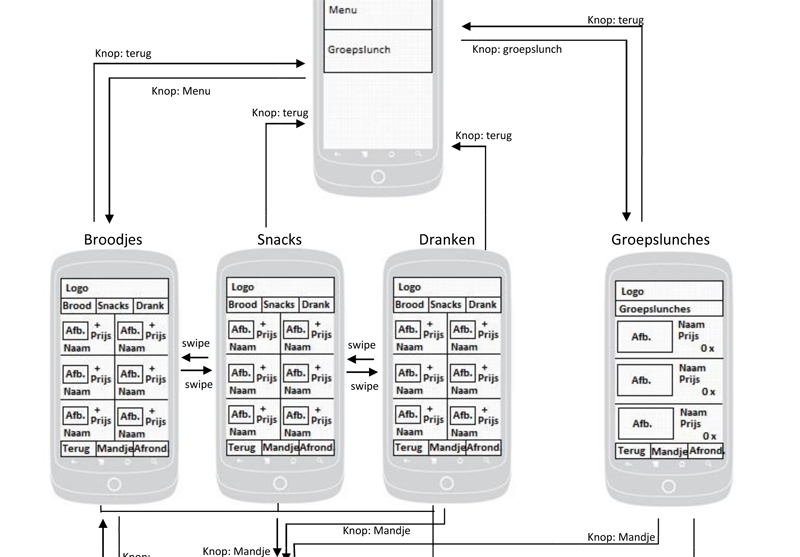 Menu
Groepslunch
Knop: terug
Knop: groepslunch
Knop: terug
Knop: Menu
Knop: terug
Knop: terug
Broodjes
Snacks
Dranken
Groepslunches
Logo
Brood Snacks Drank
Afb. + Prijs Afb. + Prijs
Naam Naam
Afb. + Prijs Afb. + Prijs
Naam Naam
Afb. + Prijs Afb. + Prijs
Naam Naam
Terug Mandje Afrond.
swipe
swipe
Logo
Brood Snacks Drank
Afb. + Prijs Afb. + Prijs
Naam Naam
Afb. + Prijs Afb. + Prijs
Naam Naam
Afb. + Prijs Afb. + Prijs
Naam Naam
Terug Mandje Afrond.
swipe
swipe
Logo
Brood Snacks Drank
Afb. + Prijs Afb. + Prijs
Naam Naam
Afb. + Prijs Afb. + Prijs
Naam Naam
Afb. + Prijs Afb. + Prijs
Naam Naam
Terug Mandje Afrond.
Logo
Groepslunches
Afb. Naam
Prijs
0 x
Afb. Naam
Prijs
0 x
Afb. Naam
Prijs
0 x
Terug Mandje Afrond.
Knop:
Knop: Mandje
Knop: Mandje
Knop: Mandje